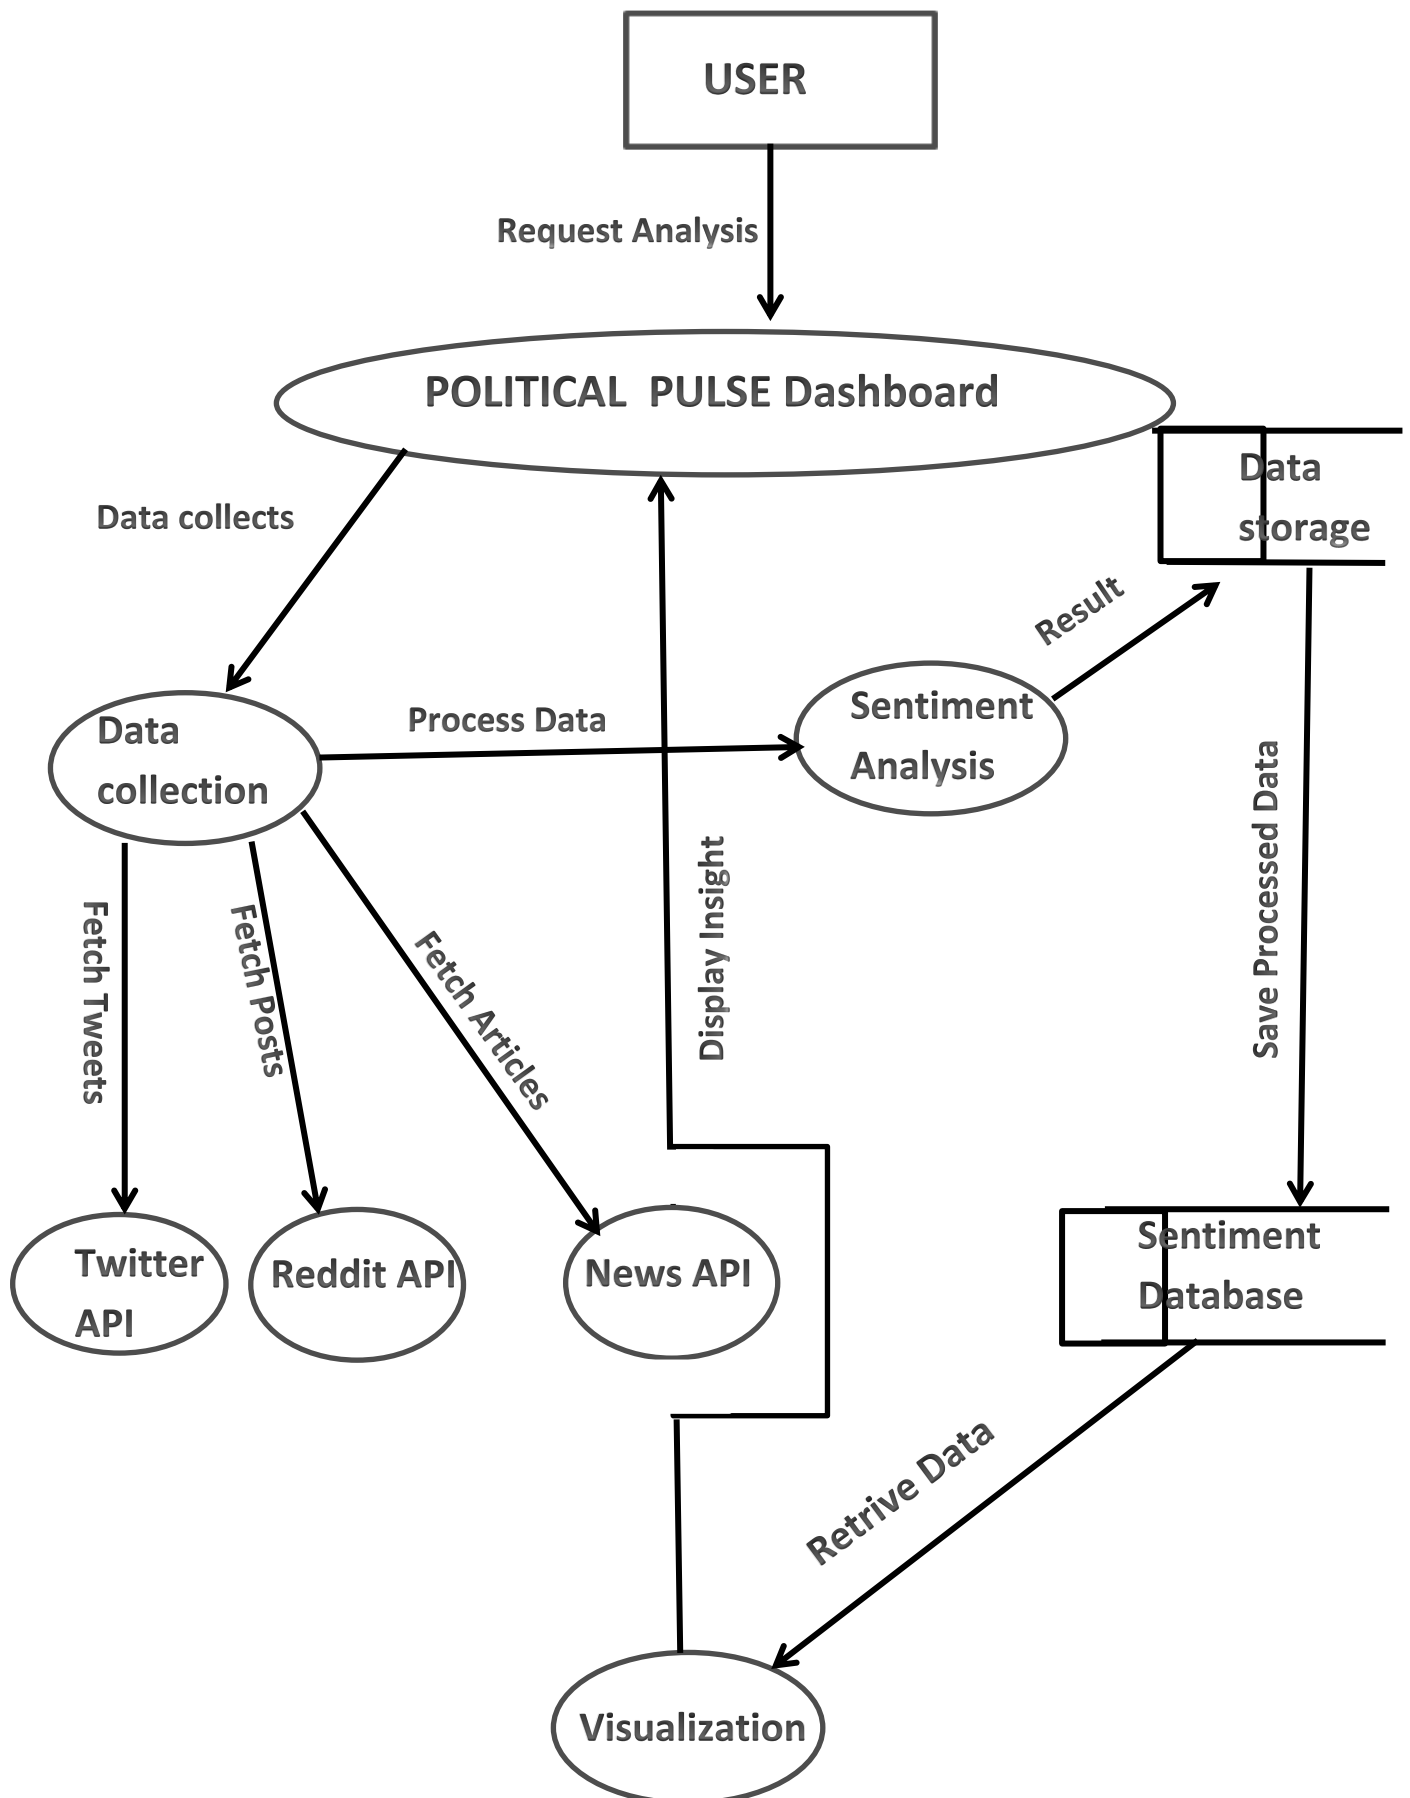 USER
Request Analysis
POLITICAL PULSE Dashboard
Data
storage
Data collects
Result
Sentiment
Analysis
Process Data
Data
collection
Save Processed Data
Display Insight
Fetch Tweets
Fetch Posts
Fetch Articles
Twitter
API
Reddit API
News API
Sentiment
Database
Retrive Data
Visualization